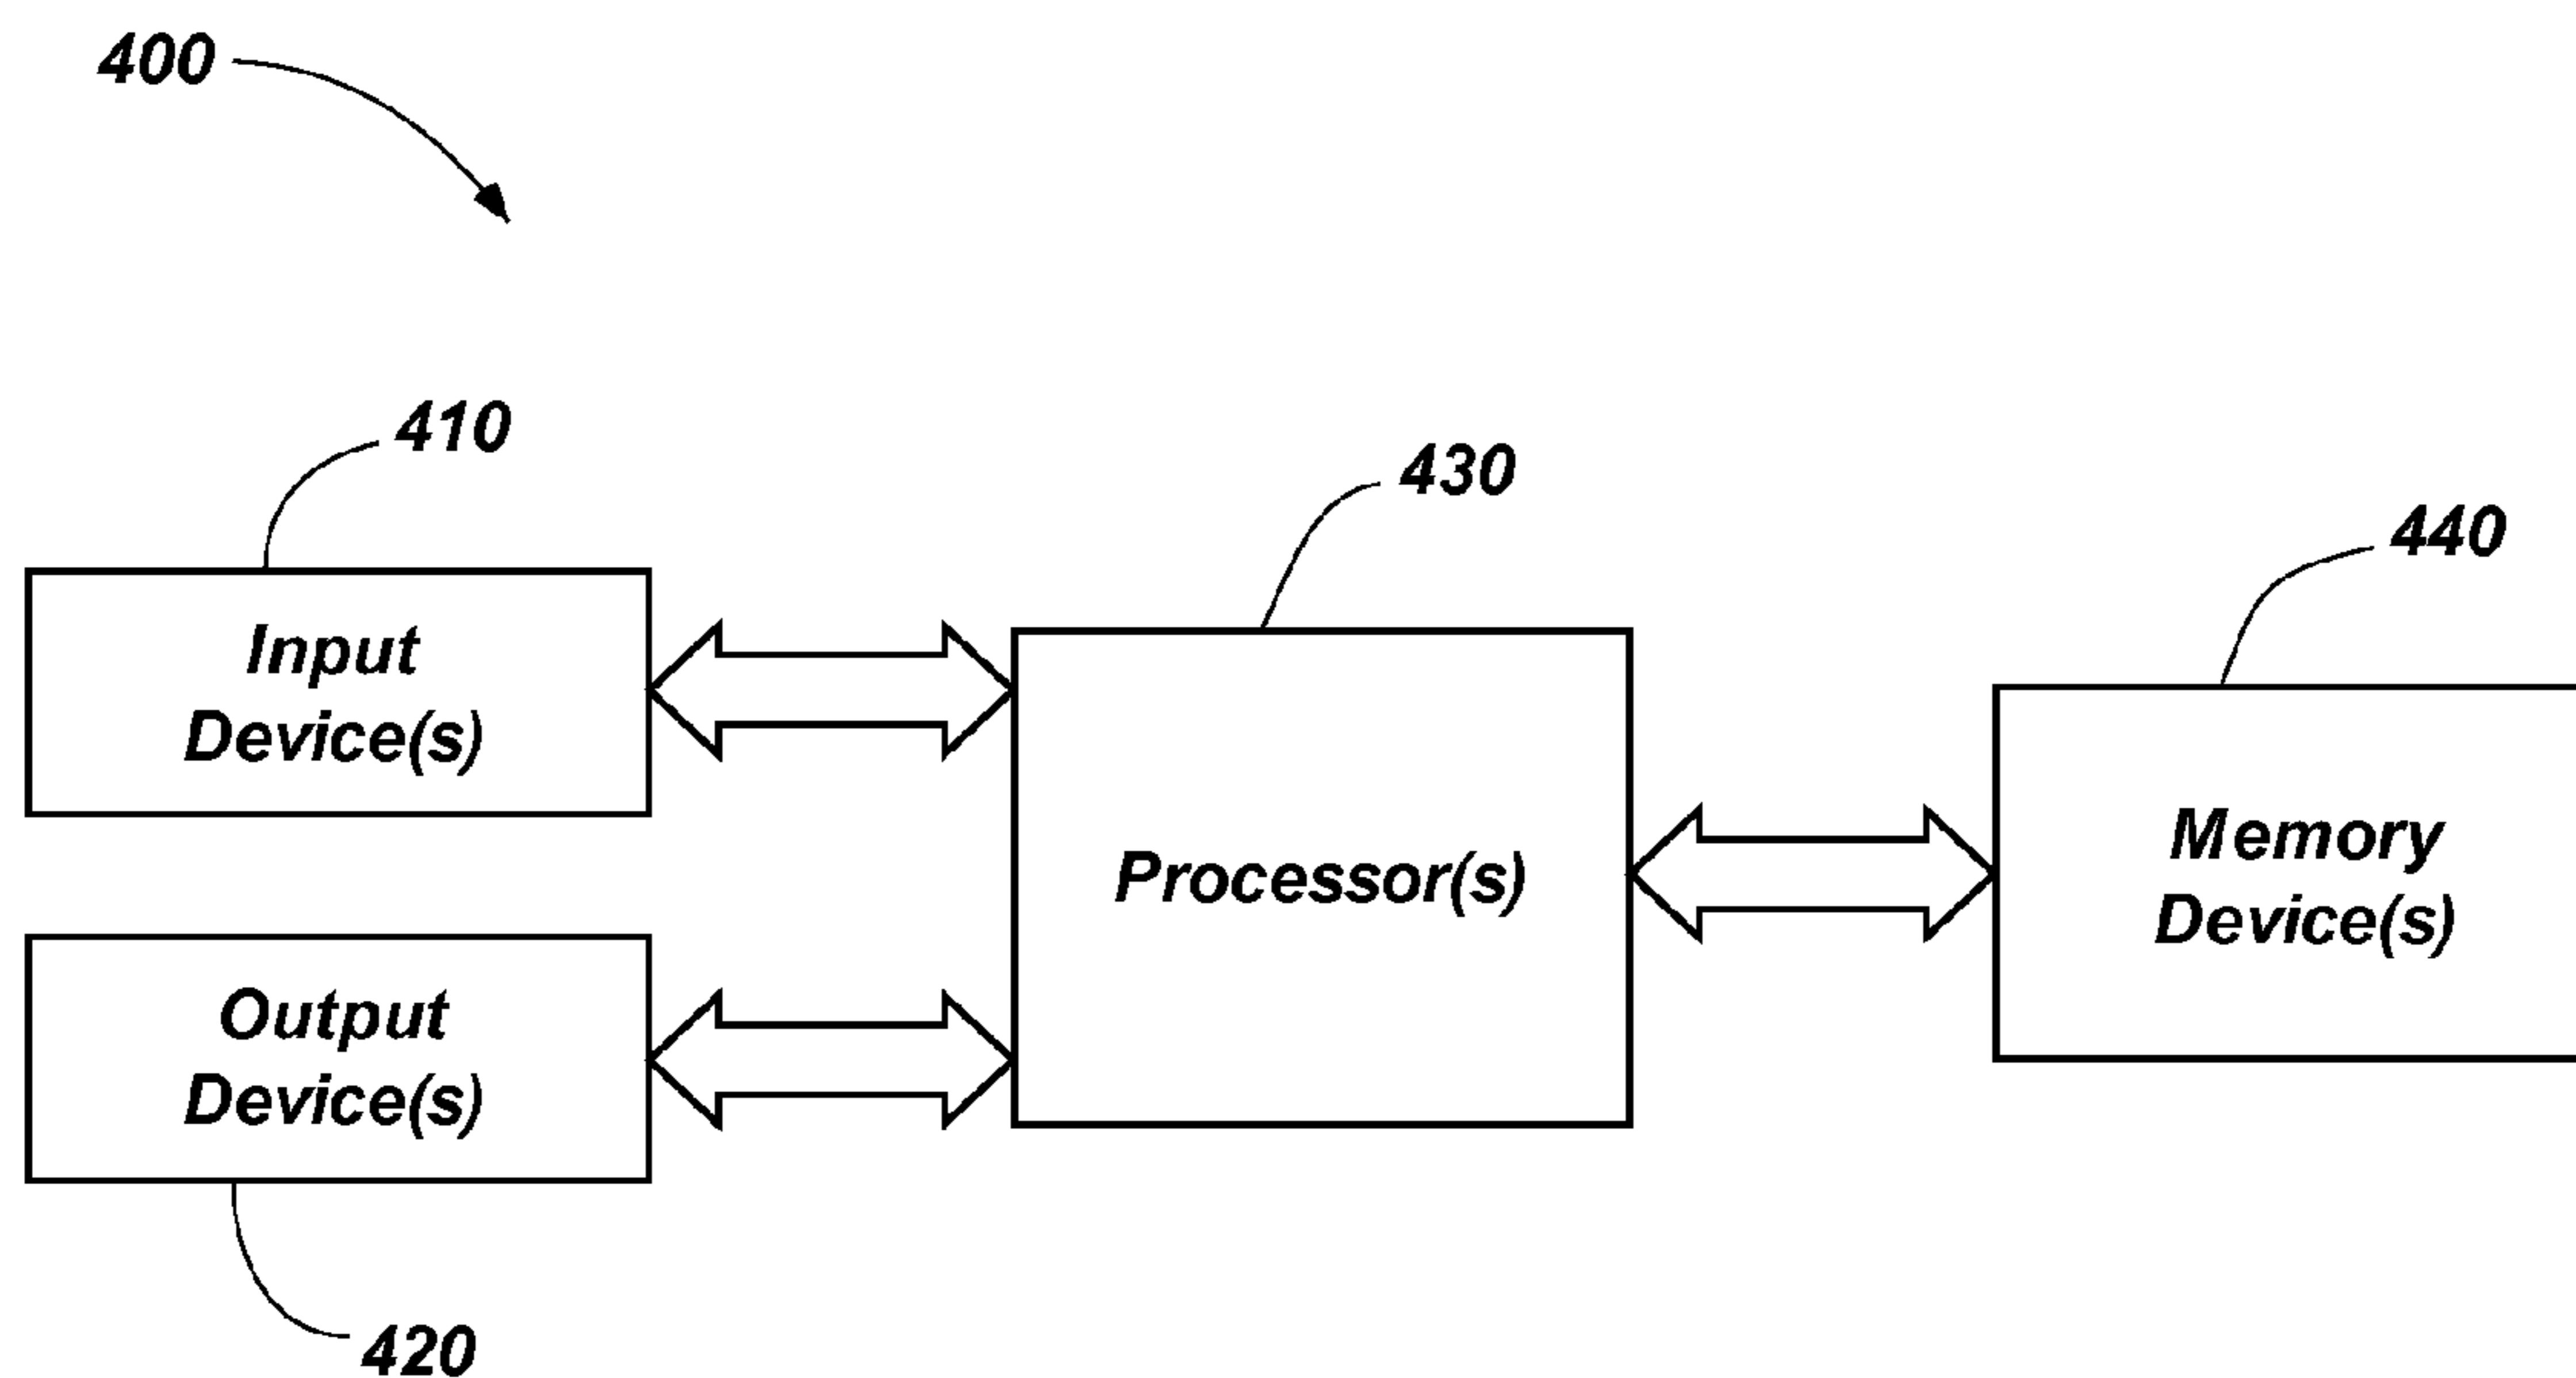 400
410
430
440
Input
Device(s)
Processor(s)
Memory
Device(s)
Output
Device(s)
420